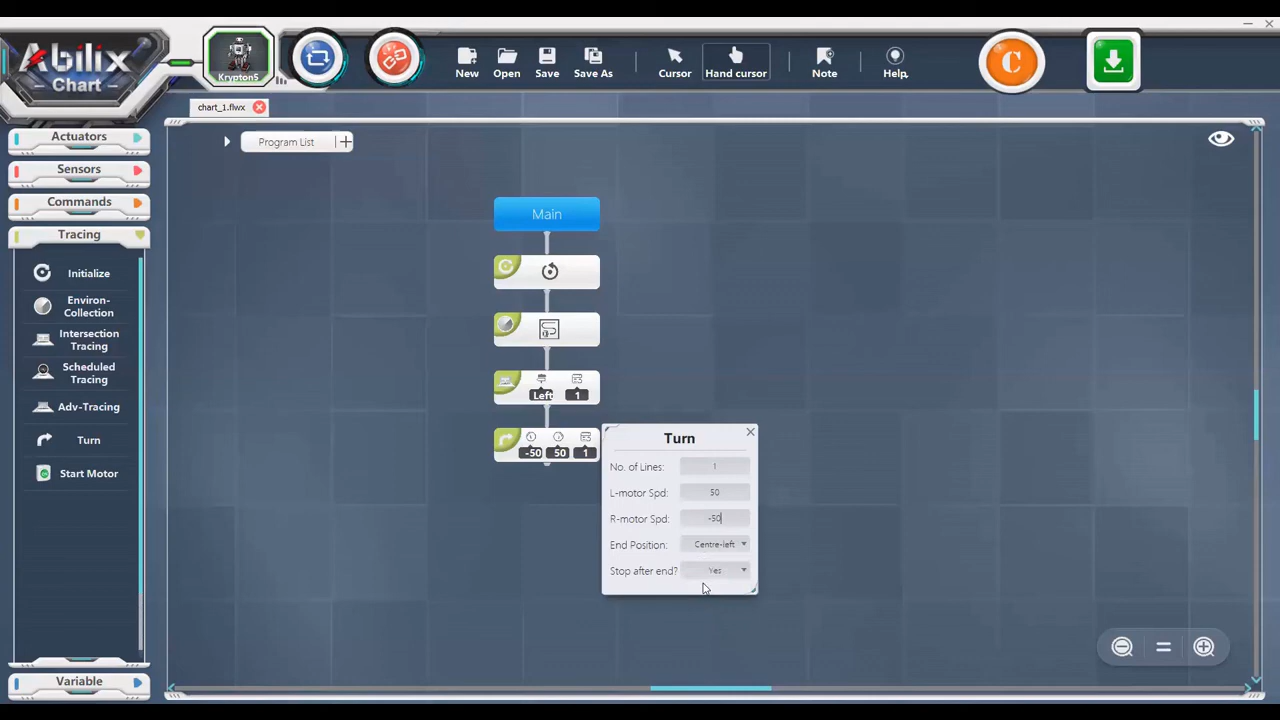 Abilix
Chart
KryptonS
New
Open
Save
Save As
Cursor
Hand cursor
Note
Help
C
chart_1.flwx
Program List
Actuators
Sensors
Commands
Tracing
Initialize
Environ-
Collection
Intersection
Tracing
Scheduled
Tracing
Adv-Tracing
Turn
Start Motor
Variable
Main
Left 1
-50 50 1
Turn
No. of Lines: 1
L-motor Spd: 50
R-motor Spd: -50
End Position: Centre-left
Stop after end? Yes